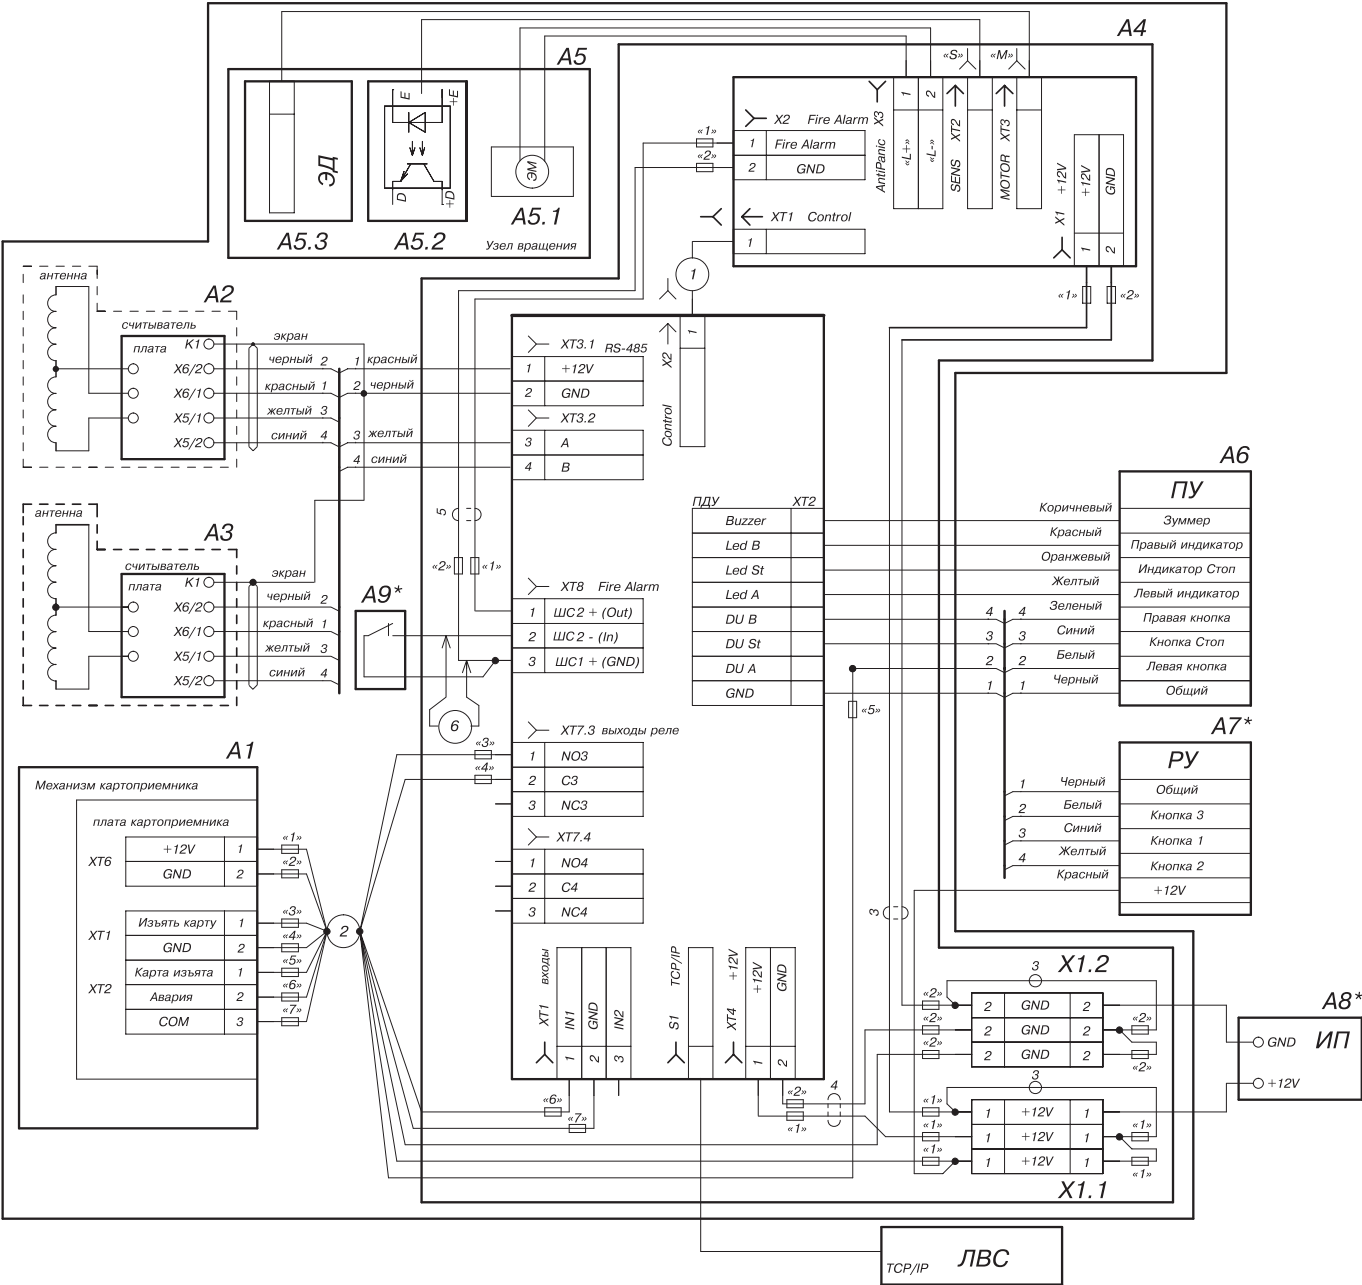 A4
A5
ЭД
A5.3
E
+E
D
+D
A5.2
ЭМ
A5.1
Узел вращения
«1»
«2»
X2 Fire Alarm
1 Fire Alarm
2 GND
XT1 Control
1
AntiPanic X3
«L+» 1
«L-» 2
«S»
SENS XT2
«M»
MOTOR XT3
X1 +12V
1 +12V
2 GND
«1»
«2»
1
антенна
A2
считыватель
плата
K1
X6/2
X6/1
X5/1
X5/2
экран
черный 2
красный 1
желтый 3
синий 4
1 красный
2 черный
3 желтый
4 синий
антенна
A3
считыватель
плата
K1
X6/2
X6/1
X5/1
X5/2
экран
черный 2
красный 1
желтый 3
синий 4
A9*
5
«2»
«1»
6
XT3.1 RS-485
1 +12V
2 GND
XT3.2
3 A
4 B
Control X2
1
ПДУ XT2
Buzzer
Led B
Led St
Led A
DU B
DU St
DU A
GND
XT8 Fire Alarm
1 ШС2 + (Out)
2 ШС2 - (In)
3 ШС1 + (GND)
XT7.3 выходы реле
1 NO3
2 C3
3 NC3
XT7.4
1 NO4
2 C4
3 NC4
«3»
«4»
«5»
A6
ПУ
Коричневый Зуммер
Красный Правый индикатор
Оранжевый Индикатор Стоп
Желтый Левый индикатор
4 4 Зеленый Правая кнопка
3 3 Синий Кнопка Стоп
2 2 Белый Левая кнопка
1 1 Черный Общий
A7*
РУ
1 Черный Общий
2 Белый Кнопка 3
3 Синий Кнопка 1
4 Желтый Кнопка 2
Красный +12V
A1
Механизм картоприемника
плата картоприемника
XT6
+12V 1 «1»
GND 2 «2»
XT1
Изъять карту 1 «3»
GND 2 «4»
XT2
Карта изъята 1 «5»
Авария 2 «6»
COM 3 «7»
2
XT1 входы
1 IN1
2 GND
3 IN2
S1 TCP/IP
XT4 +12V
1 +12V
2 GND
«6»
«7»
«2»
«1»
4
3
X1.2
3
«2» 2 GND 2
«2» 2 GND 2 «2»
«2» 2 GND 2 «2»
3
«1» 1 +12V 1
«1» 1 +12V 1 «1»
«1» 1 +12V 1 «1»
X1.1
A8*
ИП
GND
+12V
TCP/IP ЛВС